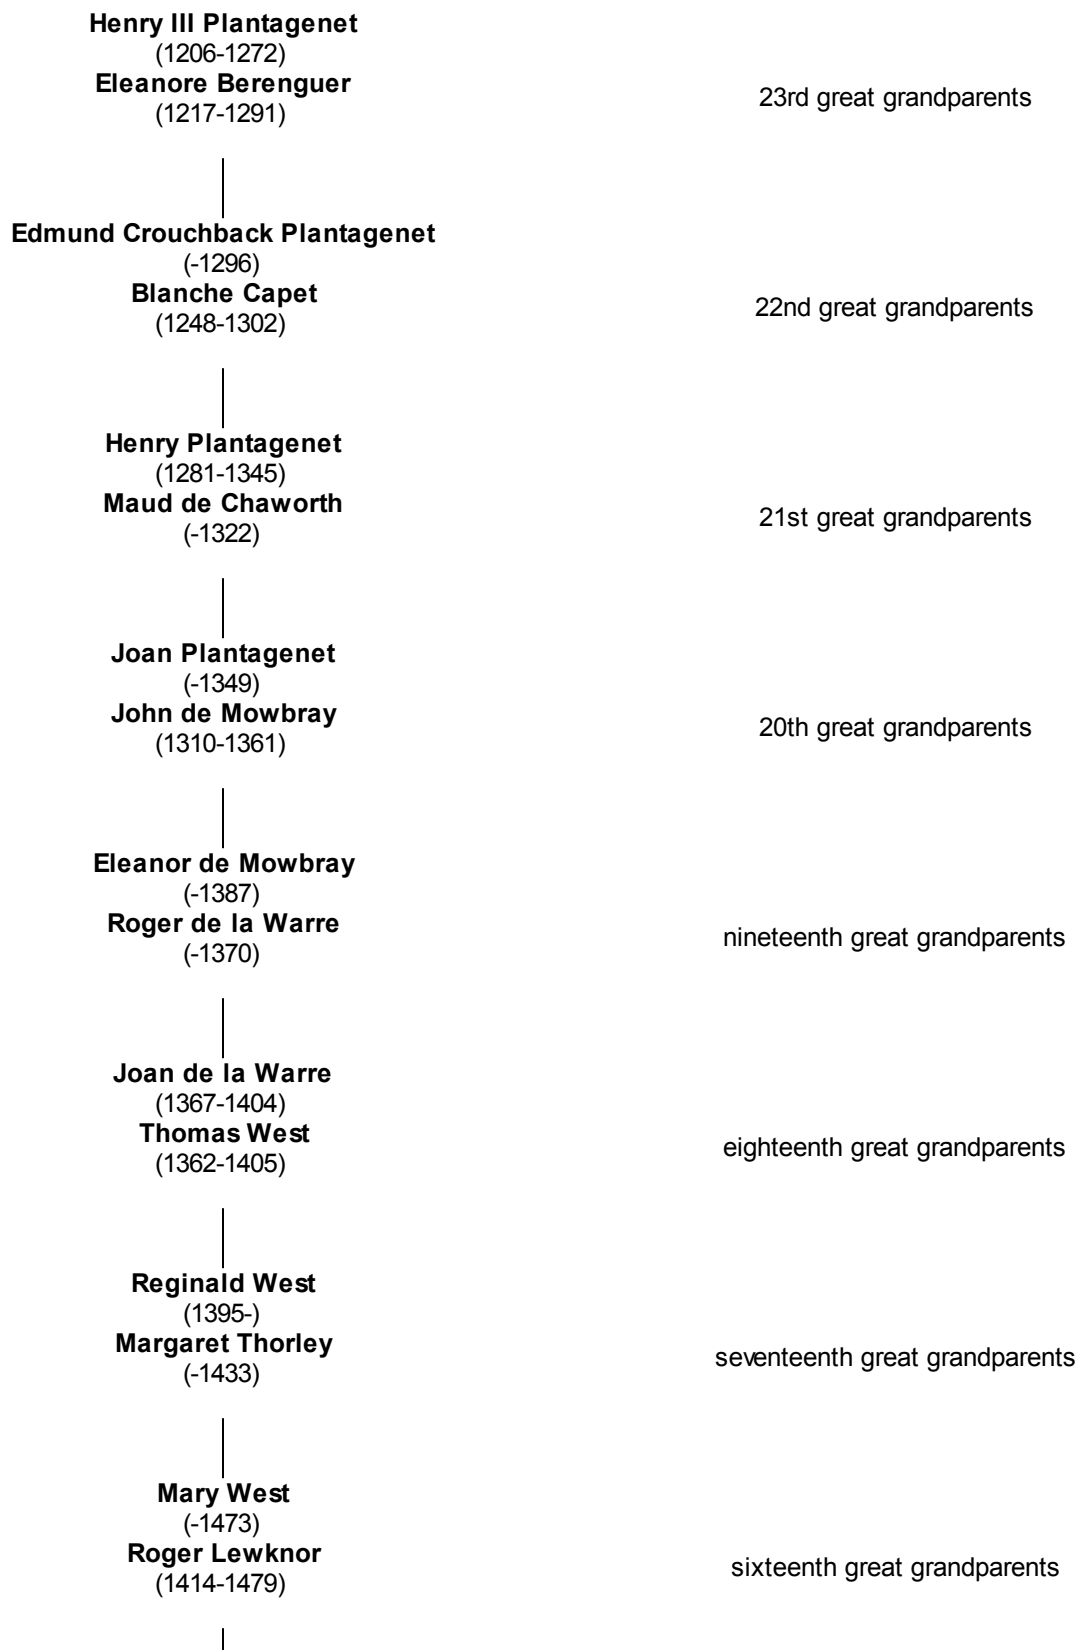 Henry III Plantagenet
(1206-1272)
Eleanore Berenguer
(1217-1291)
23rd great grandparents
Edmund Crouchback Plantagenet
(-1296)
Blanche Capet
(1248-1302)
22nd great grandparents
Henry Plantagenet
(1281-1345)
Maud de Chaworth
(-1322)
21st great grandparents
Joan Plantagenet
(-1349)
John de Mowbray
(1310-1361)
20th great grandparents
Eleanor de Mowbray
(-1387)
Roger de la Warre
(-1370)
nineteenth great grandparents
Joan de la Warre
(1367-1404)
Thomas West
(1362-1405)
eighteenth great grandparents
Reginald West
(1395-)
Margaret Thorley
(-1433)
seventeenth great grandparents
Mary West
(-1473)
Roger Lewknor
(1414-1479)
sixteenth great grandparents